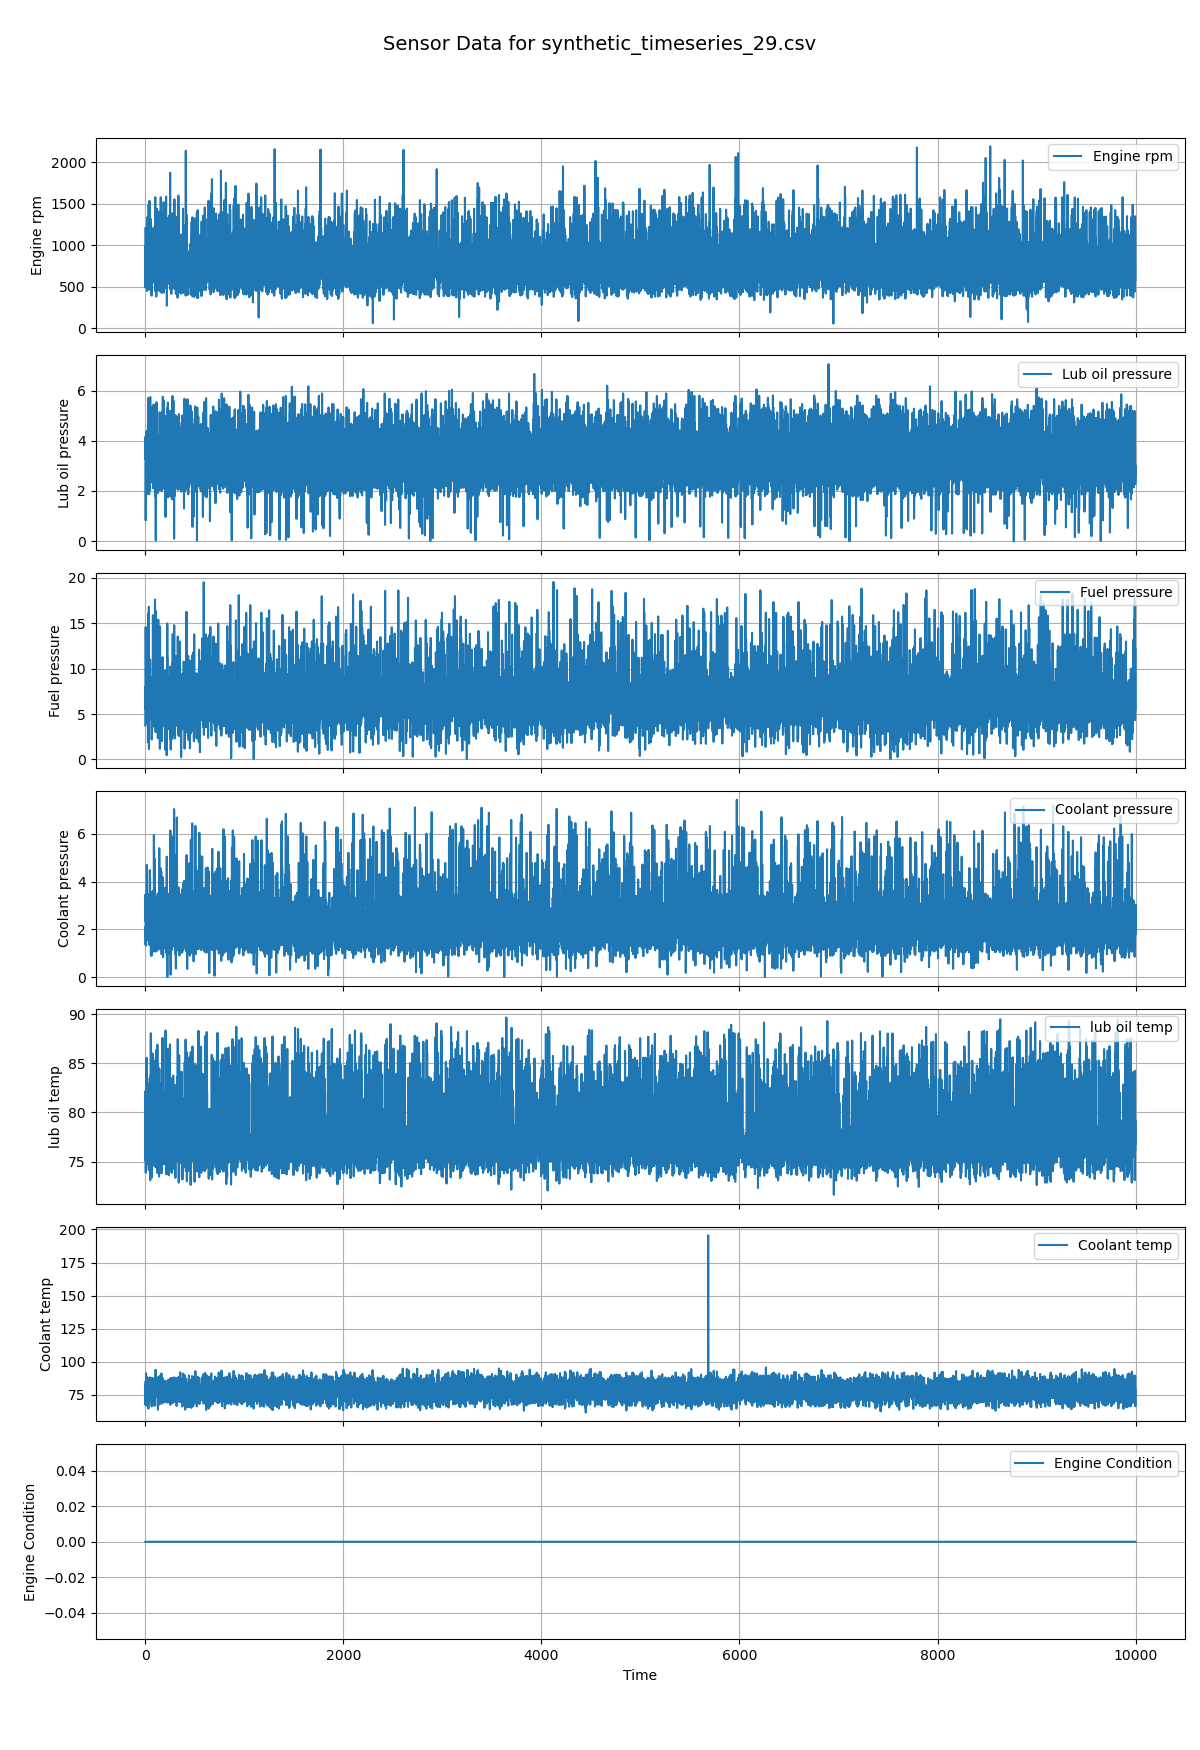 Sensor Data for synthetic_timeseries_29.csv
Engine rpm
2000
1500
1000
500
0
Engine rpm
Lub oil pressure
6
4
2
0
Lub oil pressure
Fuel pressure
20
15
10
5
0
Fuel pressure
Coolant pressure
6
4
2
0
Coolant pressure
lub oil temp
90
85
80
75
lub oil temp
Coolant temp
200
175
150
125
100
75
Coolant temp
Engine Condition
0.04
0.02
0.00
−0.02
−0.04
Engine Condition
0 2000 4000 6000 8000 10000
Time